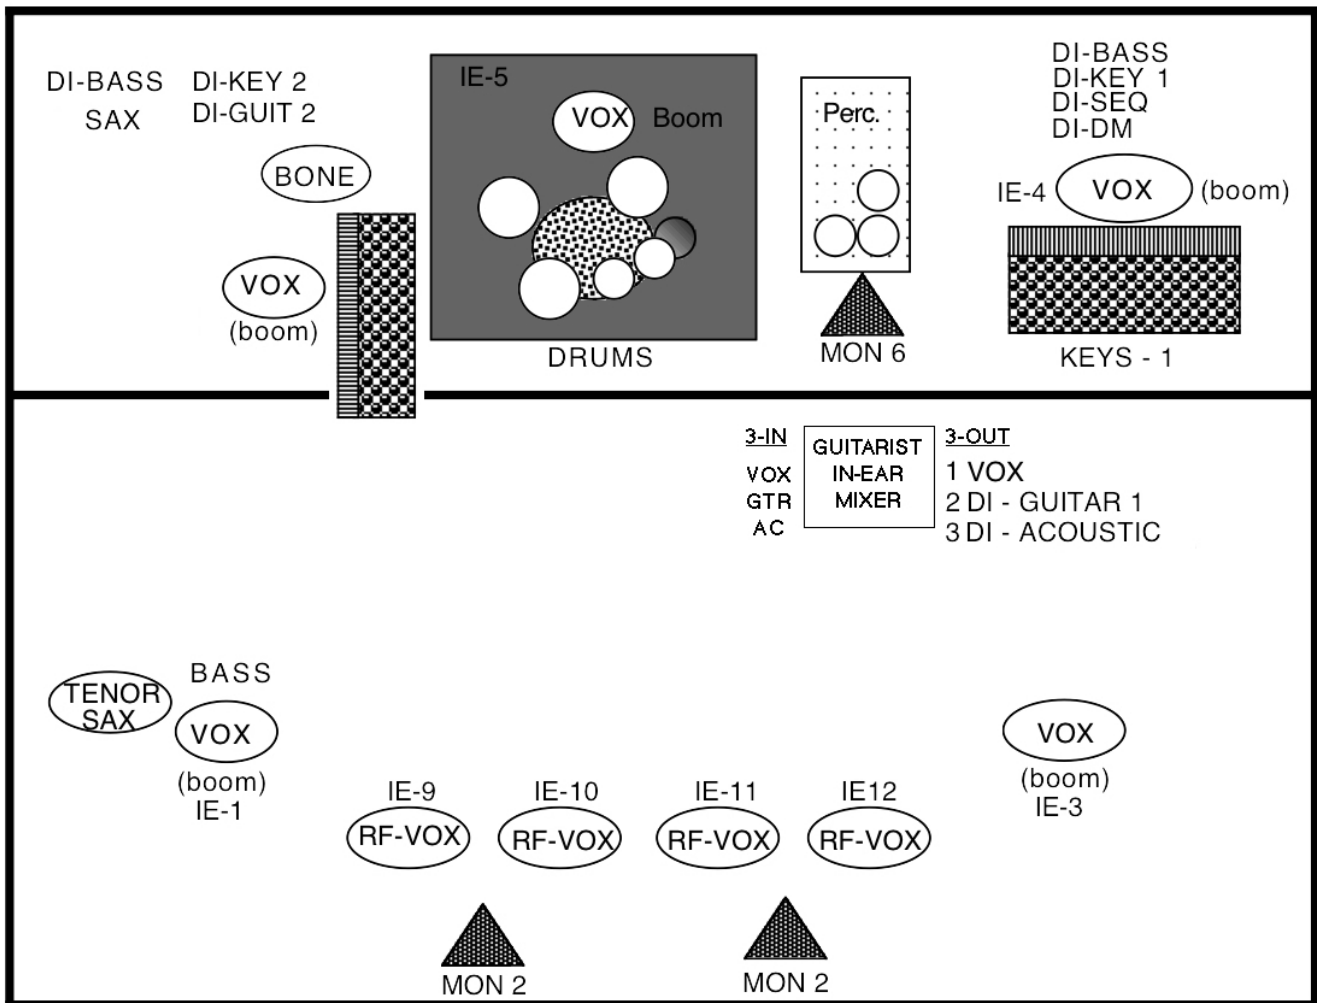 DI-BASS
SAX
DI-KEY 2
DI-GUIT 2
BONE
VOX
(boom)
IE-5
VOX Boom
DRUMS
Perc.
MON 6
DI-BASS
DI-KEY 1
DI-SEQ
DI-DM
IE-4 VOX (boom)
KEYS - 1
3-IN
VOX
GTR
AC
GUITARIST
IN-EAR
MIXER
3-OUT
1 VOX
2 DI - GUITAR 1
3 DI - ACOUSTIC
TENOR
SAX
BASS
VOX
(boom)
IE-1
IE-9
RF-VOX
IE-10
RF-VOX
IE-11
RF-VOX
IE12
RF-VOX
VOX
(boom)
IE-3
MON 2
MON 2